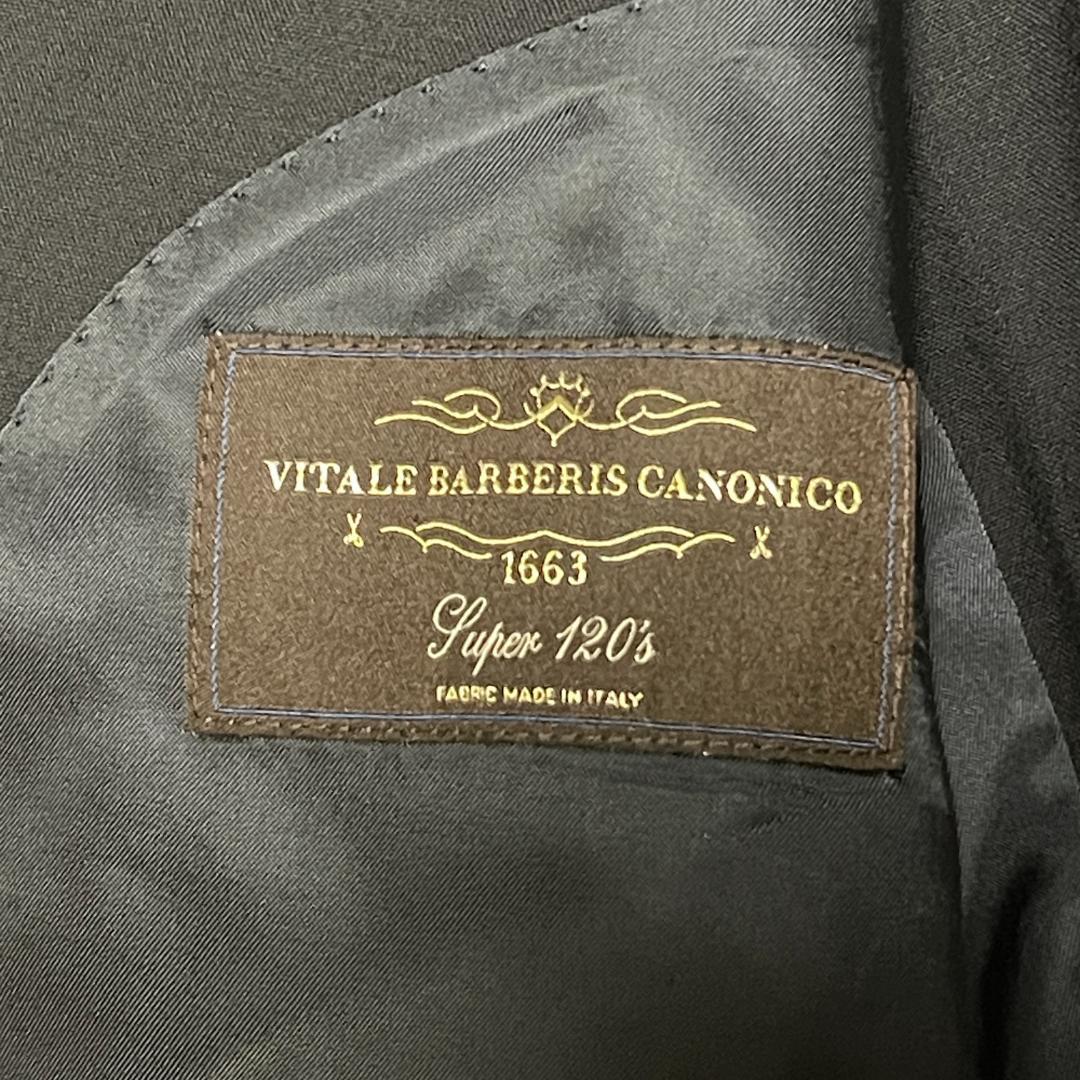 VITALE BARBERIS CANONICO
1663
Super 120's
FABRIC MADE IN ITALY